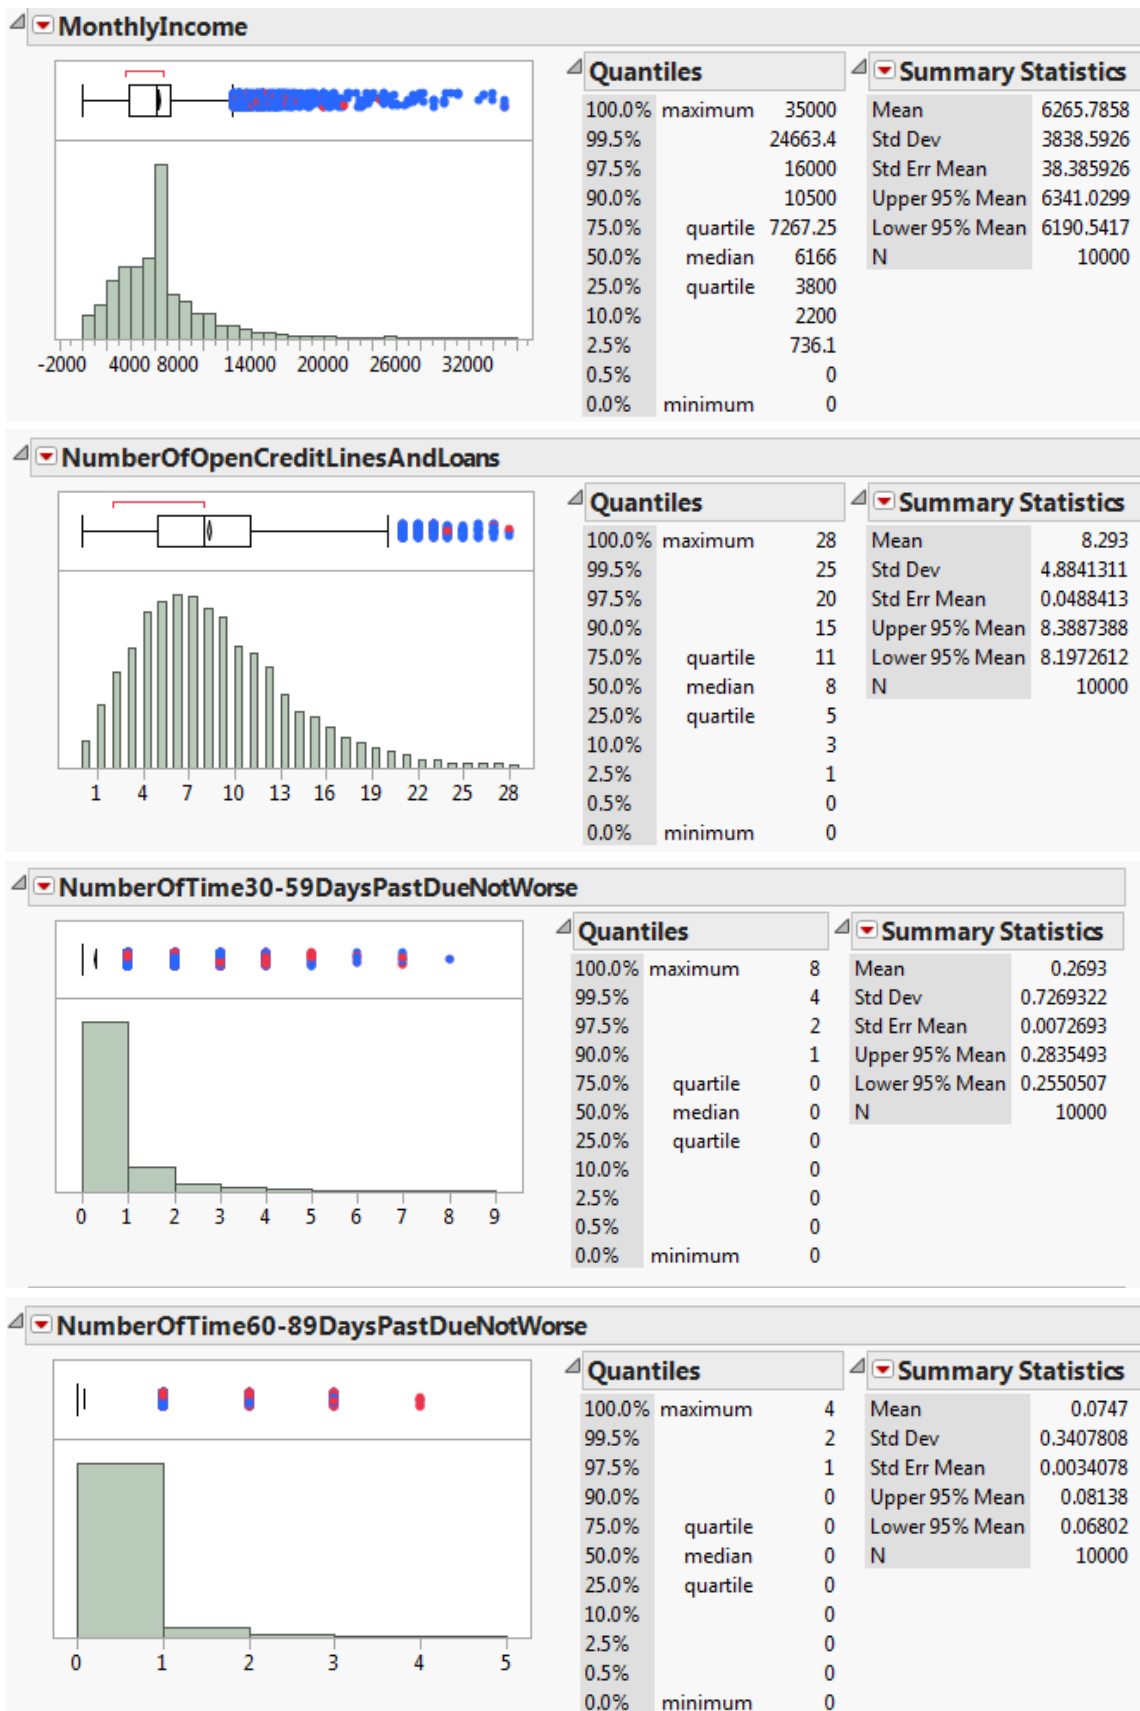 MonthlyIncome
Quantiles
100.0% maximum 35000
99.5% 24663.4
97.5% 16000
90.0% 10500
75.0% quartile 7267.25
50.0% median 6166
25.0% quartile 3800
10.0% 2200
2.5% 736.1
0.5% 0
0.0% minimum 0
Summary Statistics
Mean 6265.7858
Std Dev 3838.5926
Std Err Mean 38.385926
Upper 95% Mean 6341.0299
Lower 95% Mean 6190.5417
N 10000
-2000 4000 8000 14000 20000 26000 32000
NumberOfOpenCreditLinesAndLoans
Quantiles
100.0% maximum 28
99.5% 25
97.5% 20
90.0% 15
75.0% quartile 11
50.0% median 8
25.0% quartile 5
10.0% 3
2.5% 1
0.5% 0
0.0% minimum 0
Summary Statistics
Mean 8.293
Std Dev 4.8841311
Std Err Mean 0.0488413
Upper 95% Mean 8.3887388
Lower 95% Mean 8.1972612
N 10000
1 4 7 10 13 16 19 22 25 28
NumberOfTime30-59DaysPastDueNotWorse
Quantiles
100.0% maximum 8
99.5% 4
97.5% 2
90.0% 1
75.0% quartile 0
50.0% median 0
25.0% quartile 0
10.0% 0
2.5% 0
0.5% 0
0.0% minimum 0
Summary Statistics
Mean 0.2693
Std Dev 0.7269322
Std Err Mean 0.0072693
Upper 95% Mean 0.2835493
Lower 95% Mean 0.2550507
N 10000
0 1 2 3 4 5 6 7 8 9
NumberOfTime60-89DaysPastDueNotWorse
Quantiles
100.0% maximum 4
99.5% 2
97.5% 1
90.0% 0
75.0% quartile 0
50.0% median 0
25.0% quartile 0
10.0% 0
2.5% 0
0.5% 0
0.0% minimum 0
Summary Statistics
Mean 0.0747
Std Dev 0.3407808
Std Err Mean 0.0034078
Upper 95% Mean 0.08138
Lower 95% Mean 0.06802
N 10000
0 1 2 3 4 5